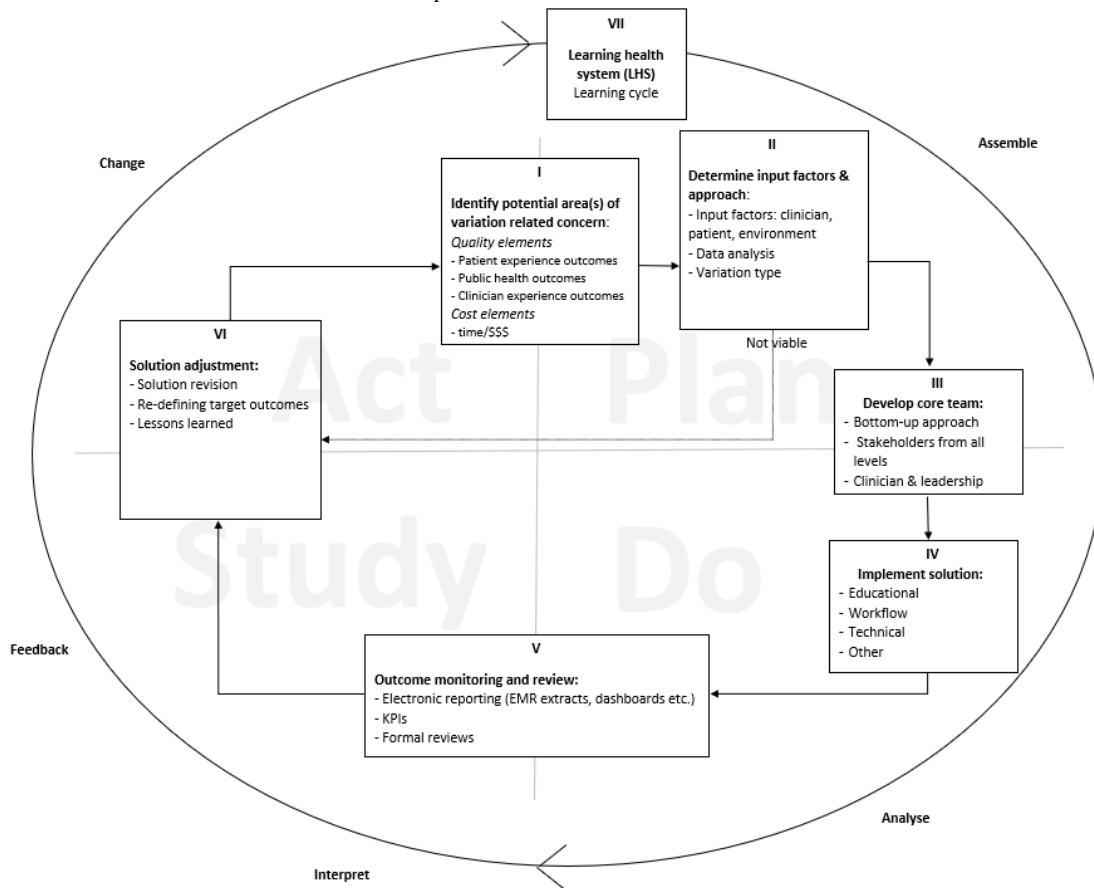 VII
Learning health
system (LHS)
Learning cycle
Change
Assemble
I
Identify potential area(s) of
variation related concern:
Quality elements
- Patient experience outcomes
- Public health outcomes
- Clinician experience outcomes
Cost elements
- time/$$$
II
Determine input factors &
approach:
- Input factors: clinician,
patient, environment
- Data analysis
- Variation type
Not viable
VI
Solution adjustment:
- Solution revision
- Re-defining target outcomes
- Lessons learned
Act
Plan
III
Develop core team:
- Bottom-up approach
- Stakeholders from all
levels
- Clinician & leadership
Study
Do
IV
Implement solution:
- Educational
- Workflow
- Technical
- Other
Feedback
V
Outcome monitoring and review:
- Electronic reporting (EMR extracts, dashboards etc.)
- KPIs
- Formal reviews
Analyse
Interpret